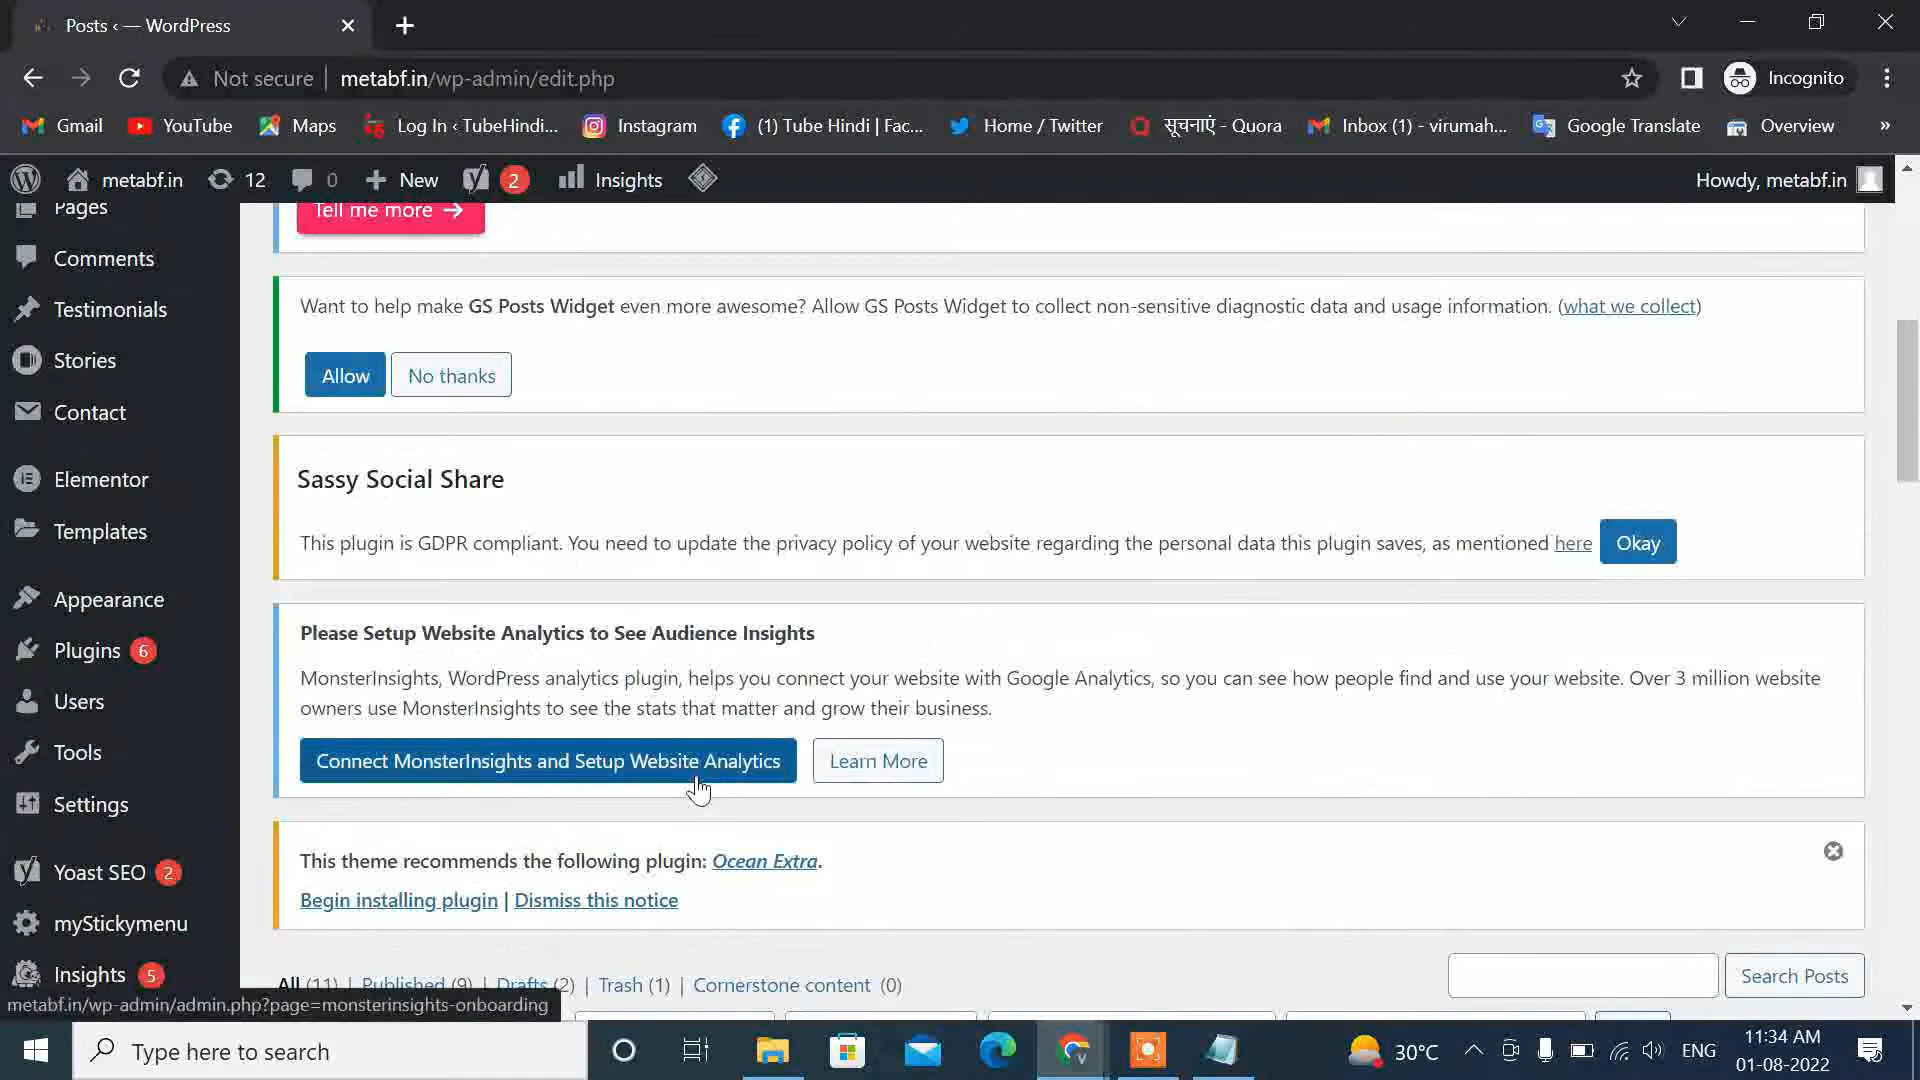 Posts ‹ — WordPress
Not secure metabf.in/wp-admin/edit.php Incognito
Gmail YouTube Maps Log In ‹ TubeHindi... Instagram (1) Tube Hindi | Fac... Home / Twitter सूचनाएं - Quora Inbox (1) - virumah... Google Translate Overview »
metabf.in 12 0 New 2 Insights Howdy, metabf.in
Pages
Tell me more →
Comments
Want to help make GS Posts Widget even more awesome? Allow GS Posts Widget to collect non-sensitive diagnostic data and usage information. (what we collect)
Testimonials
Stories
Allow No thanks
Contact
Elementor
Sassy Social Share
Templates
This plugin is GDPR compliant. You need to update the privacy policy of your website regarding the personal data this plugin saves, as mentioned here Okay
Appearance
Please Setup Website Analytics to See Audience Insights
Plugins 6
MonsterInsights, WordPress analytics plugin, helps you connect your website with Google Analytics, so you can see how people find and use your website. Over 3 million website
Users
owners use MonsterInsights to see the stats that matter and grow their business.
Tools
Connect MonsterInsights and Setup Website Analytics Learn More
Settings
Yoast SEO 2
This theme recommends the following plugin: Ocean Extra.
Begin installing plugin | Dismiss this notice
myStickymenu
Insights 5
All (11) | Published (9) | Drafts (2) | Trash (1) | Cornerstone content (0) Search Posts
metabf.in/wp-admin/admin.php?page=monsterinsights-onboarding
Type here to search
30°C ENG
11:34 AM
01-08-2022